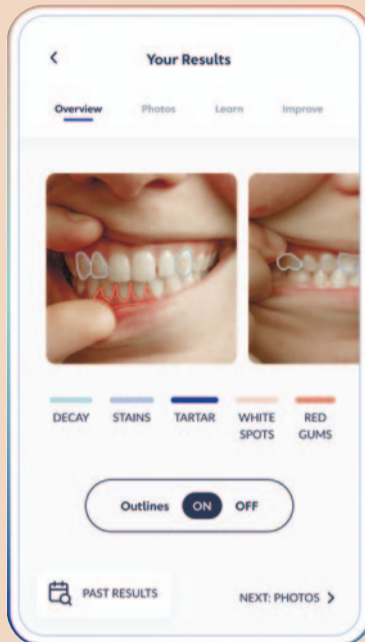 Your Results
Overview Photos Learn Improve
DECAY STAINS TARTAR WHITE SPOTS RED GUMS
Outlines ON OFF
PAST RESULTS NEXT: PHOTOS